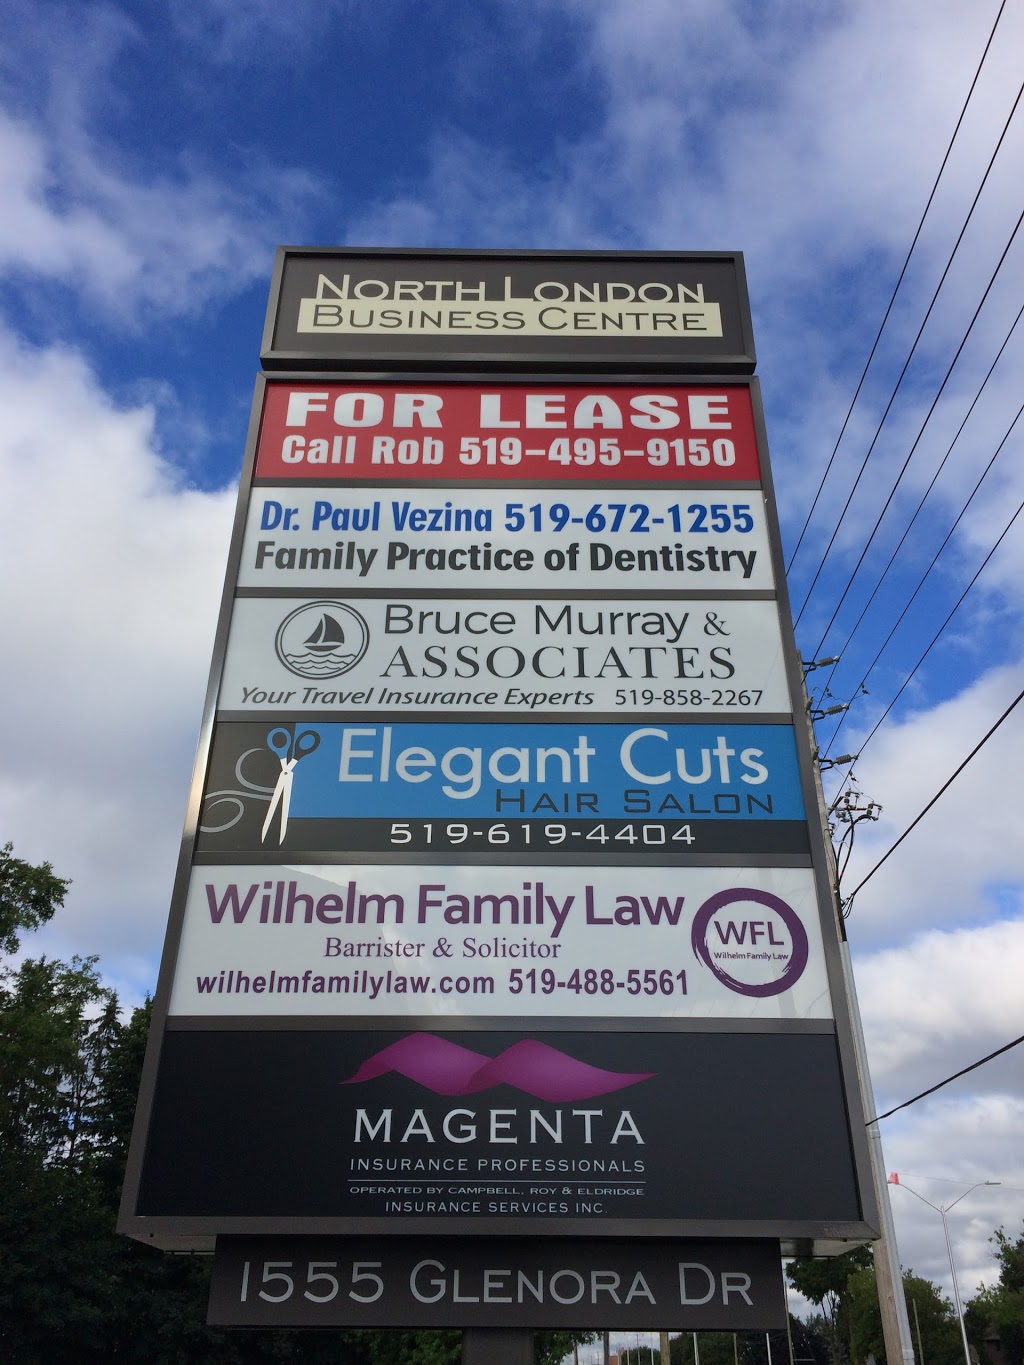 NORTH LONDON
BUSINESS CENTRE
FOR LEASE
Call Rob 519-495-9150
Dr. Paul Vezina 519-672-1255
Family Practice of Dentistry
Bruce Murray &
ASSOCIATES
Your Travel Insurance Experts 519-858-2267
Elegant Cuts
HAIR SALON
519-619-4404
Wilhelm Family Law
Barrister & Solicitor
wilhelmfamilylaw.com 519-488-5561
WFL
Wilhelm Family Law
MAGENTA
INSURANCE PROFESSIONALS
OPERATED BY CAMPBELL, ROY & ELDRIDGE
INSURANCE SERVICES INC.
1555 GLENORA DR